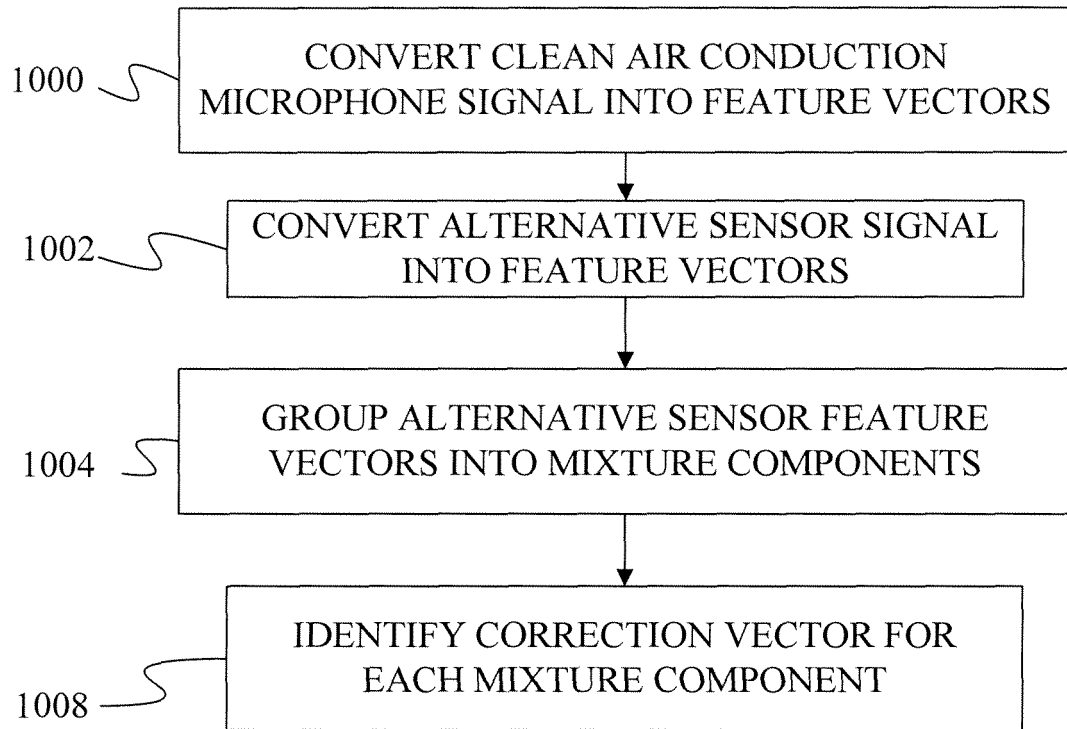 1000
CONVERT CLEAN AIR CONDUCTION
MICROPHONE SIGNAL INTO FEATURE VECTORS
1002
CONVERT ALTERNATIVE SENSOR SIGNAL
INTO FEATURE VECTORS
1004
GROUP ALTERNATIVE SENSOR FEATURE
VECTORS INTO MIXTURE COMPONENTS
1008
IDENTIFY CORRECTION VECTOR FOR
EACH MIXTURE COMPONENT